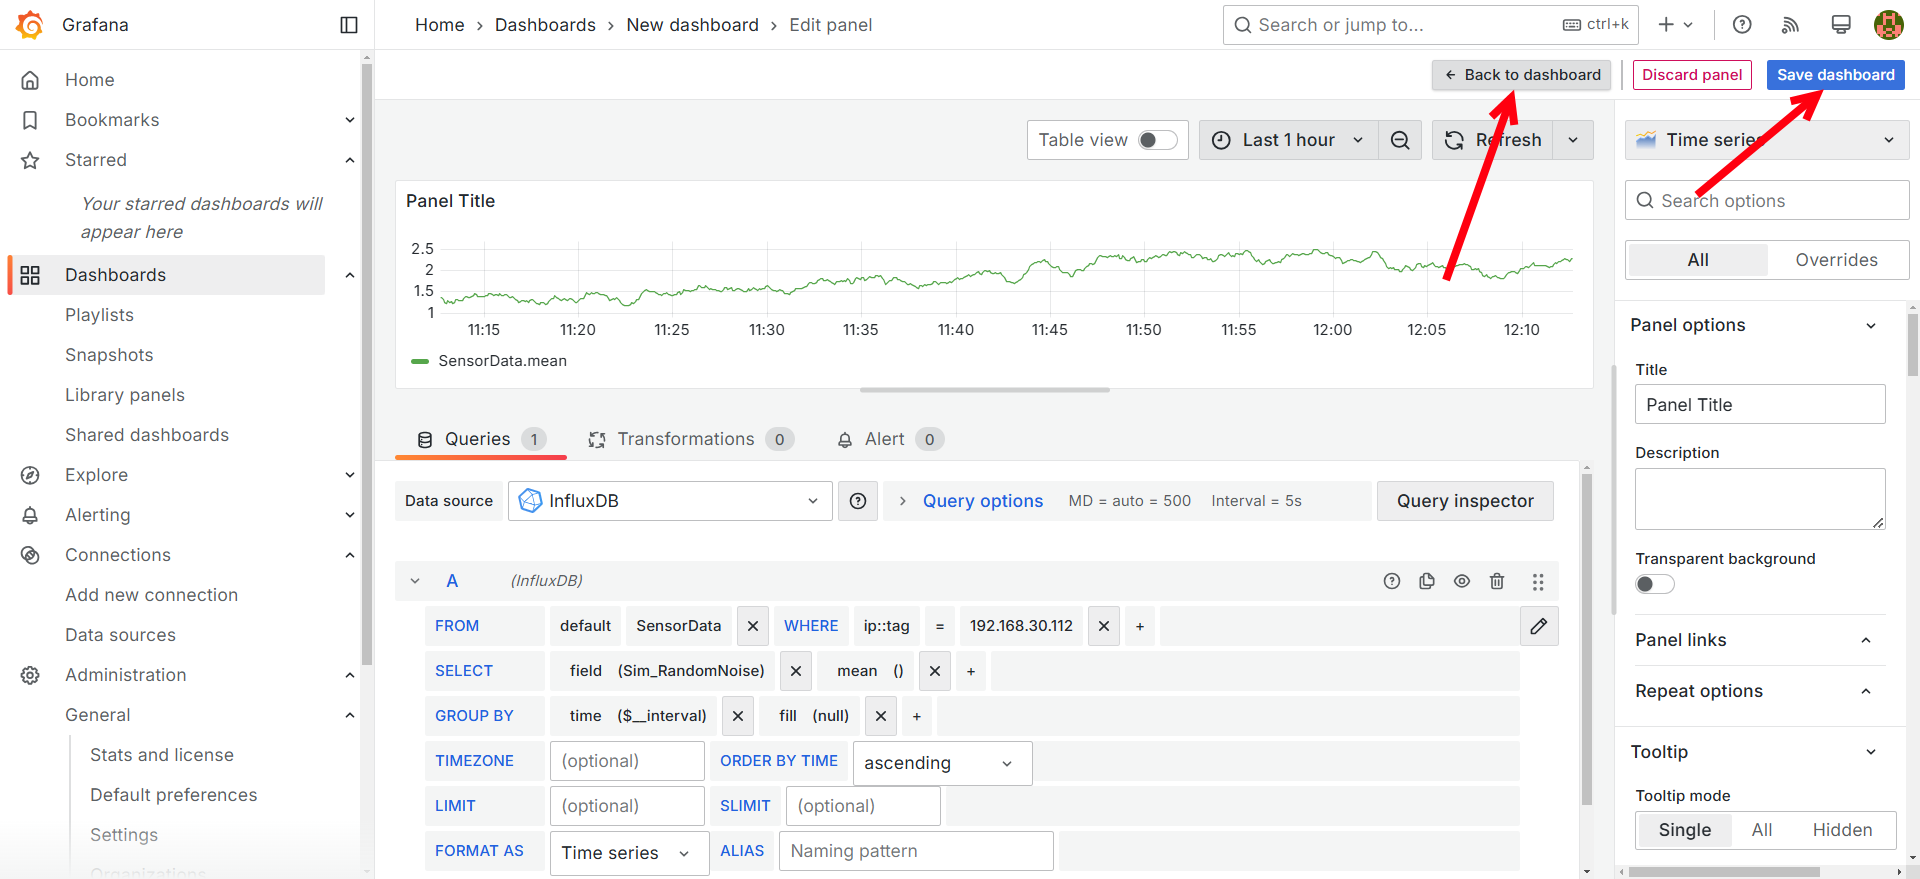 Grafana
Home › Dashboards › New dashboard › Edit panel
Search or jump to... ctrl+k
Back to dashboard
Discard panel
Save dashboard
Home
Bookmarks
Starred
Your starred dashboards will
appear here
Dashboards
Playlists
Snapshots
Library panels
Shared dashboards
Explore
Alerting
Connections
Add new connection
Data sources
Administration
General
Stats and license
Default preferences
Settings
Organizations
Table view
Last 1 hour
Refresh
Panel Title
2.5
2
1.5
1
11:15 11:20 11:25 11:30 11:35 11:40 11:45 11:50 11:55 12:00 12:05 12:10
SensorData.mean
Queries 1 Transformations 0 Alert 0
Data source InfluxDB Query options MD = auto = 500 Interval = 5s Query inspector
A (InfluxDB)
FROM default SensorData WHERE ip::tag = 192.168.30.112 +
SELECT field (Sim_RandomNoise) mean () +
GROUP BY time ($__interval) fill (null) +
TIMEZONE (optional) ORDER BY TIME ascending
LIMIT (optional) SLIMIT (optional)
FORMAT AS Time series ALIAS Naming pattern
Time series
Search options
All Overrides
Panel options
Title
Panel Title
Description
Transparent background
Panel links
Repeat options
Tooltip
Tooltip mode
Single All Hidden